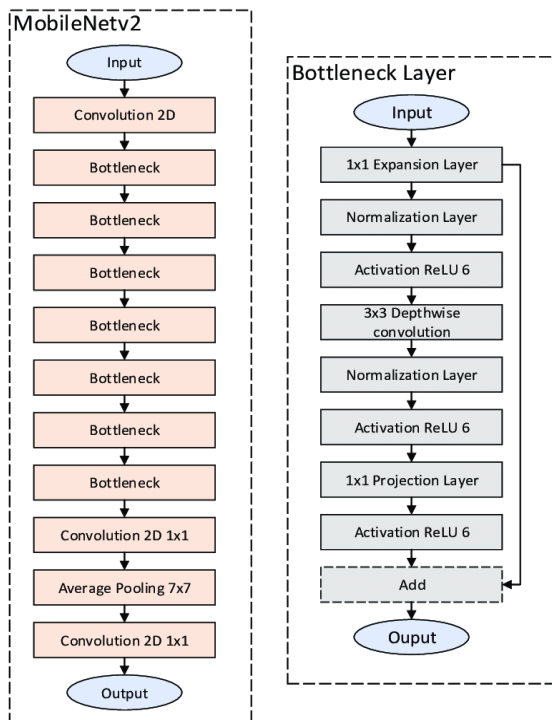 MobileNetv2
Input
Convolution 2D
Bottleneck
Bottleneck
Bottleneck
Bottleneck
Bottleneck
Bottleneck
Bottleneck
Convolution 2D 1x1
Average Pooling 7x7
Convolution 2D 1x1
Output
Bottleneck Layer
Input
1x1 Expansion Layer
Normalization Layer
Activation ReLU 6
3x3 Depthwise
convolution
Normalization Layer
Activation ReLU 6
1x1 Projection Layer
Activation ReLU 6
Add
Ouput